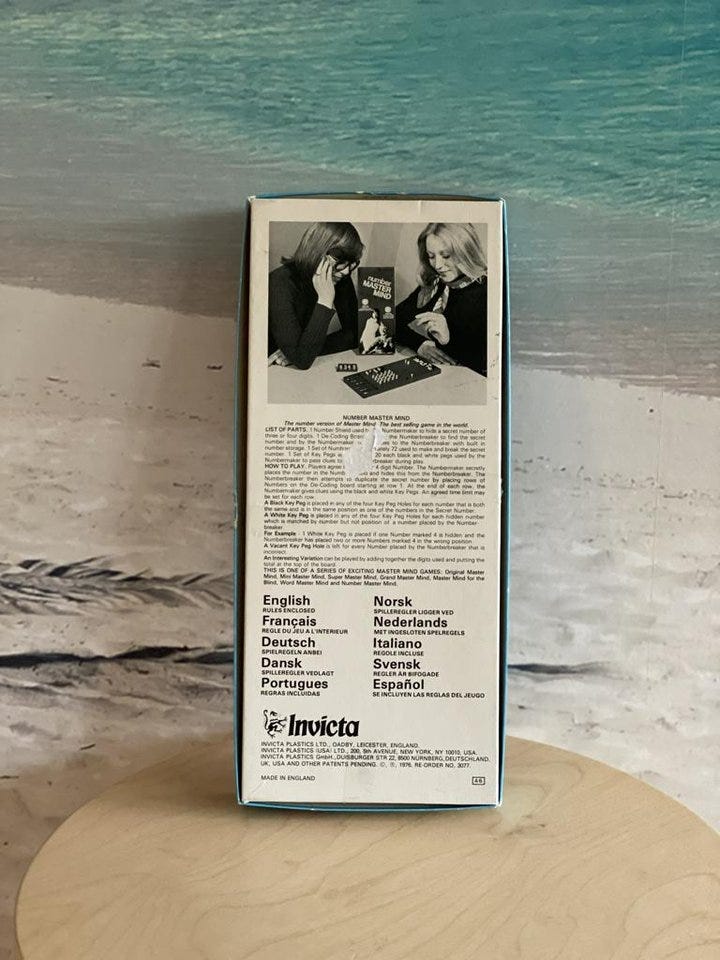 number
MASTER
MIND
NUMBER MASTER MIND
The number version of Master Mind. The best selling game in the world.
LIST OF PARTS. 1 Number Shield used Numbermaker to hide a secret number of
three or four digits. 1 De-Coding Board the Numberbreaker to find the secret
number and by the Numbermaker to the Numberbreaker with built in
number storage. 1 Set of Numbers 72 used to make and break the secret
number. 1 Set of Key Pegs 20 each black and white pegs used by the
Numbermaker to pass clues to breaker during play.
HOW TO PLAY. Players agree 4 digit Number. The Numbermaker secretly
places the number in the and hides this from the Numberbreaker. The
Numberbreaker then attempts to duplicate the secret number by placing rows of
Numbers on the De-Coding board starting at row 1. At the end of each row, the
Numbermaker gives clues using the black and white Key Pegs. An agreed time limit may
be set for each row.
A Black Key Peg is placed in any of the four Key Peg Holes for each number that is both
the same and is in the same position as one of the numbers in the Secret Number.
A White Key Peg is placed in any of the four Key Peg Holes for each hidden number
which is matched by number but not position of a number placed by the Number-
breaker.
For Example - 1 White Key Peg is placed if one Number marked 4 is hidden and the
Numberbreaker has placed two or more Numbers marked 4 in the wrong position.
A Vacant Key Peg Hole is left for every Number placed by the Numberbreaker that is
incorrect.
An Interesting Variation can be played by adding together the digits used and putting the
total at the top of the board.
THIS IS ONE OF A SERIES OF EXCITING MASTER MIND GAMES: Original Master
Mind, Mini Master Mind, Super Master Mind, Grand Master Mind, Master Mind for the
Blind, Word Master Mind and Number Master Mind.
English
RULES ENCLOSED
Français
REGLE DU JEU A L'INTERIEUR
Deutsch
SPIELREGELN ANBEI
Dansk
SPILLEREGLER VEDLAGT
Portugues
REGRAS INCLUIDAS
Norsk
SPILLEREGLER LIGGER VED
Nederlands
MET INGESLOTEN SPELREGELS
Italiano
REGOLE INCLUSE
Svensk
REGLER ÄR BIFOGADE
Español
SE INCLUYEN LAS REGLAS DEL JEUGO
Invicta
INVICTA PLASTICS LTD., OADBY, LEICESTER, ENGLAND.
INVICTA PLASTICS (USA) LTD., 200, 5th AVENUE, NEW YORK, NY 10010, USA.
INVICTA PLASTICS GmbH., DUISBURGER STR 22, 8500 NÜRNBERG, DEUTSCHLAND.
UK, USA AND OTHER PATENTS PENDING. ©, ®, 1976. RE-ORDER NO. 3077.
MADE IN ENGLAND
46